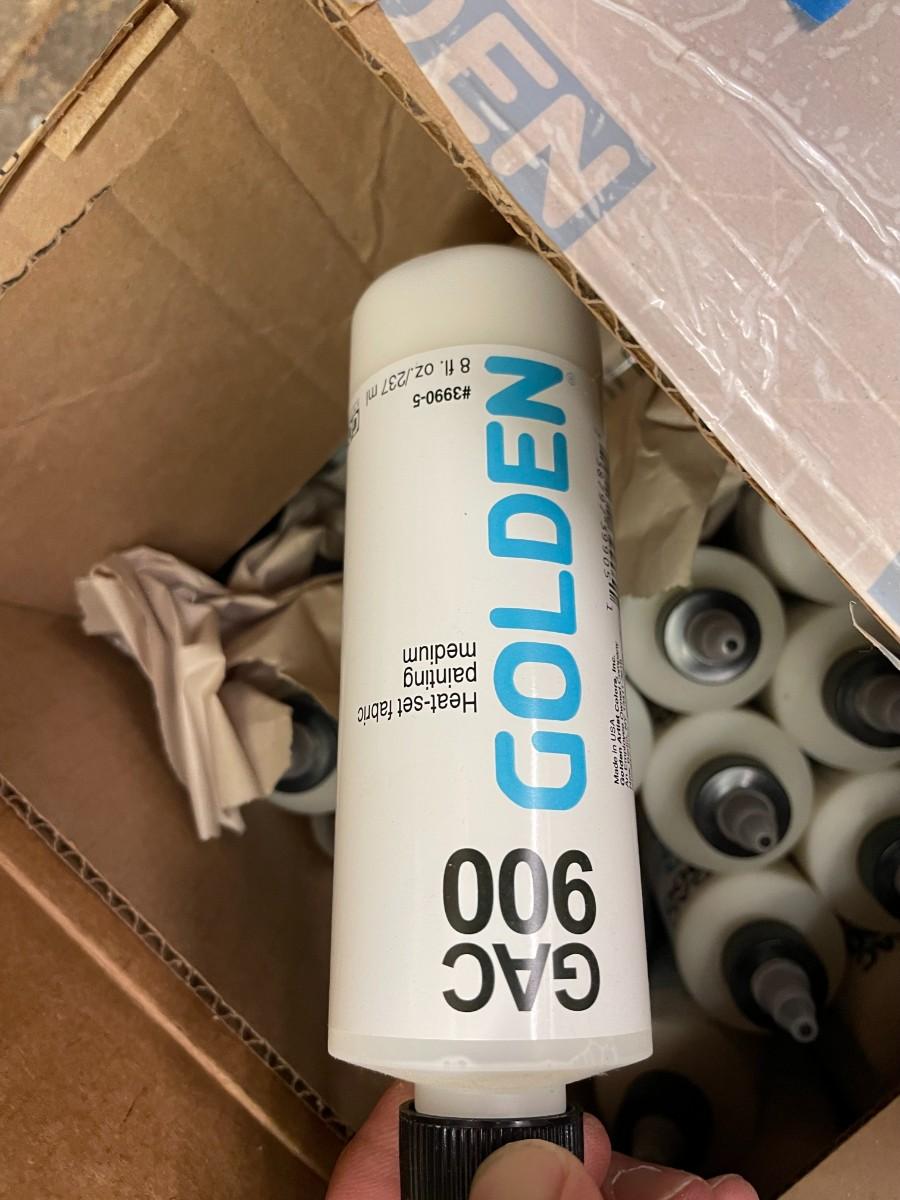 GAC
900
GOLDEN®
Heat-set fabric
painting
medium
#3990-5
8 fl. oz./237 ml
Made in USA
Golden Artist Colors, Inc.
DEN